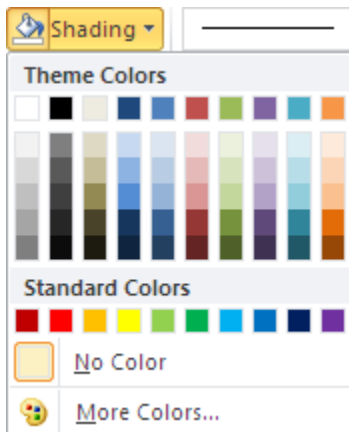 Shading
Theme Colors
Standard Colors
No Color
More Colors...